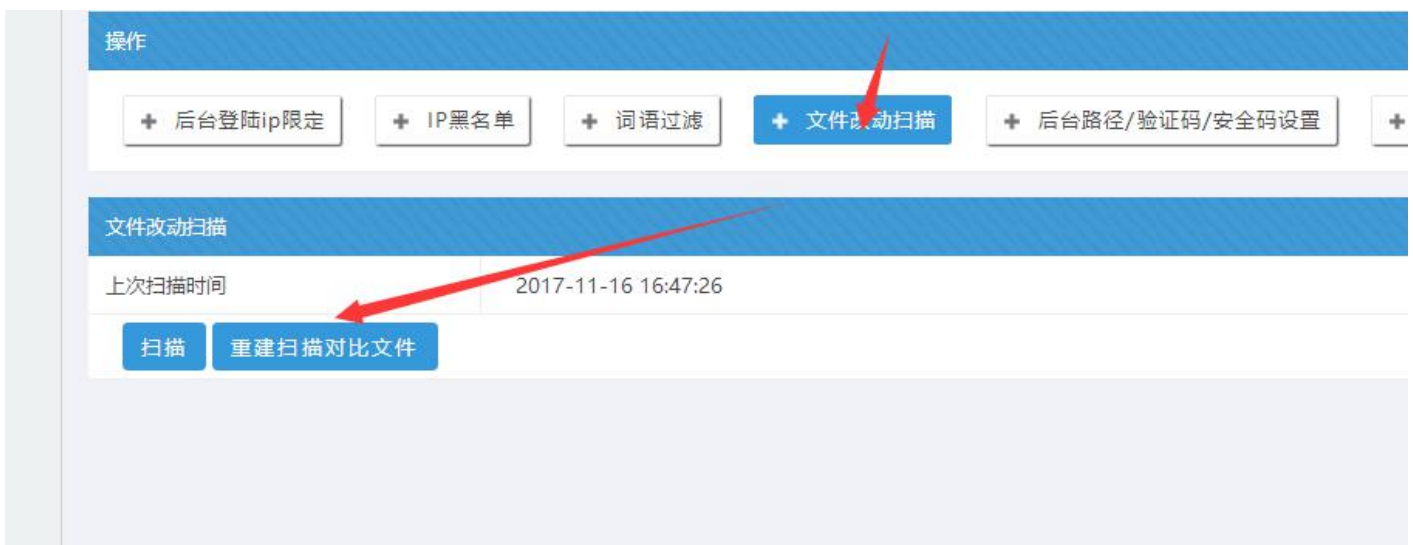 操作
+ 后台登陆ip限定 + IP黑名单 + 词语过滤 + 文件改动扫描 + 后台路径/验证码/安全码设置 +
文件改动扫描
上次扫描时间 2017-11-16 16:47:26
扫描 重建扫描对比文件